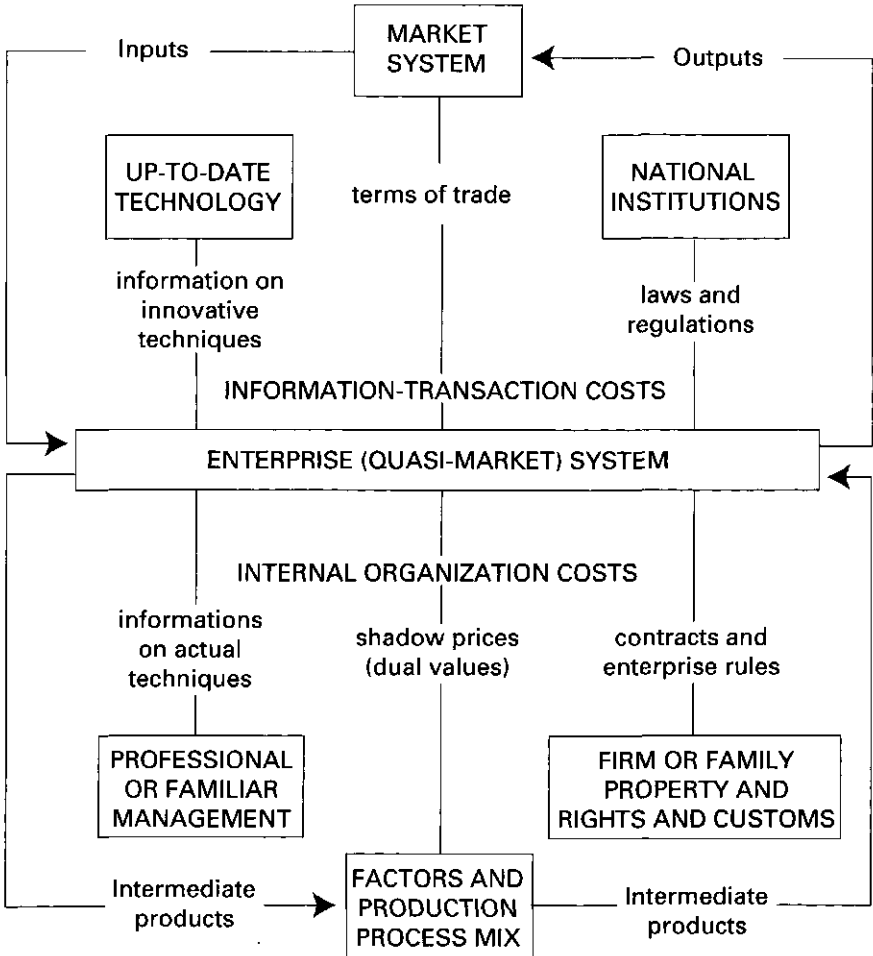 Inputs
MARKET
SYSTEM
Outputs
UP-TO-DATE
TECHNOLOGY
terms of trade
NATIONAL
INSTITUTIONS
information on
innovative
techniques
laws and
regulations
INFORMATION-TRANSACTION COSTS
ENTERPRISE (QUASI-MARKET) SYSTEM
INTERNAL ORGANIZATION COSTS
informations
on actual
techniques
shadow prices
(dual values)
contracts and
enterprise rules
PROFESSIONAL
OR FAMILIAR
MANAGEMENT
FIRM OR FAMILY
PROPERTY AND
RIGHTS AND CUSTOMS
Intermediate
products
FACTORS AND
PRODUCTION
PROCESS MIX
Intermediate
products